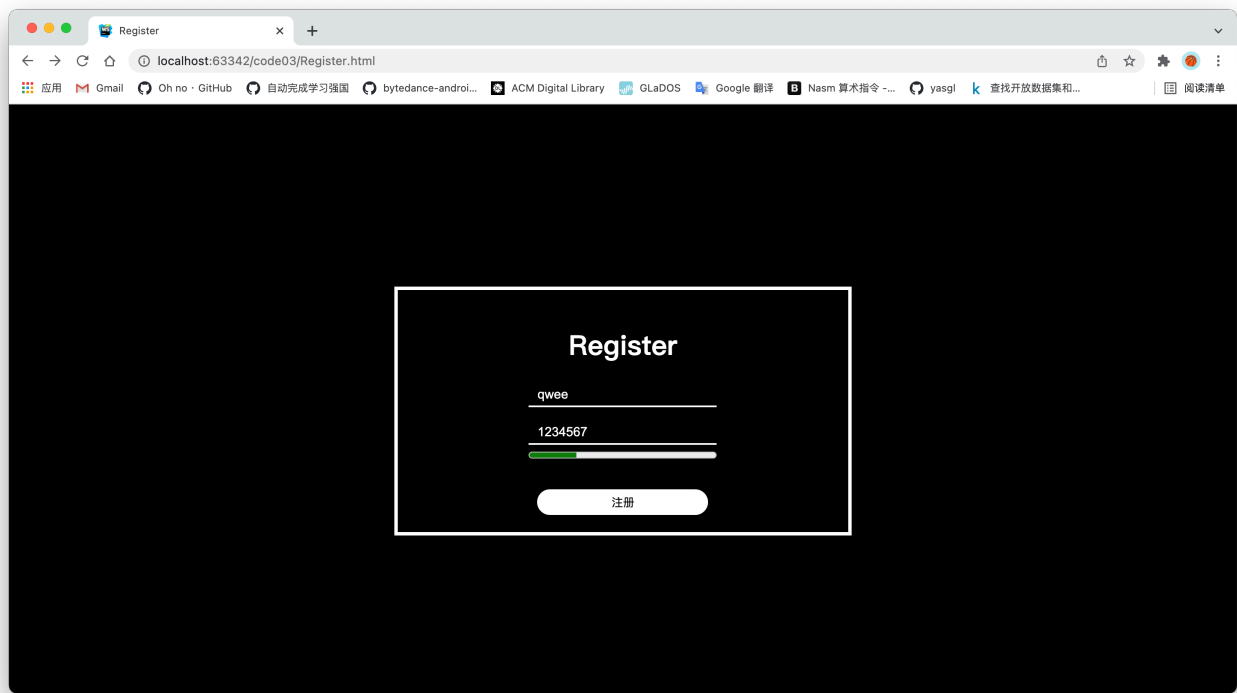 Register
localhost:63342/code03/Register.html
应用 Gmail Oh no · GitHub 自动完成学习强国 bytedance-androi... ACM Digital Library GLaDOS Google 翻译 Nasm 算术指令 -... yasgl 查找开放数据集和... 阅读清单
Register
qwee
1234567
注册